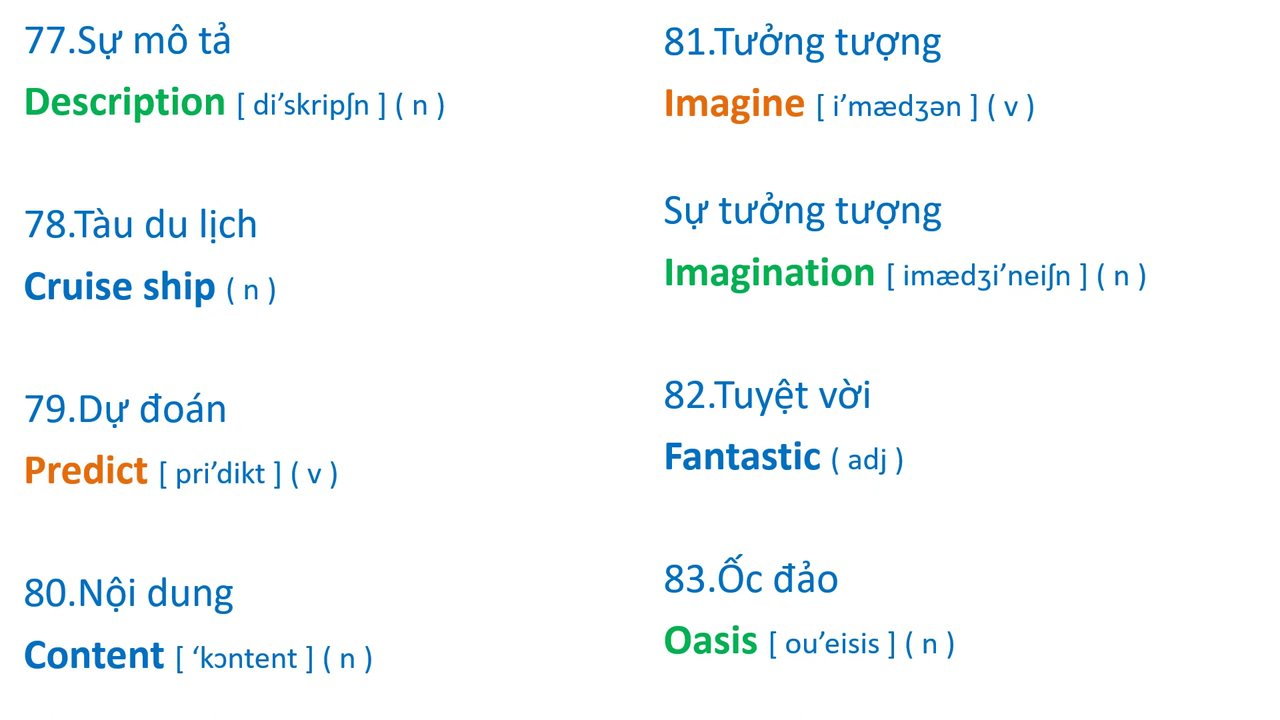 77.Sự mô tả
Description [ di’skripʃn ] ( n )
78.Tàu du lịch
Cruise ship ( n )
79.Dự đoán
Predict [ pri’dikt ] ( v )
80.Nội dung
Content [ ‘kɔntent ] ( n )
81.Tưởng tượng
Imagine [ i’mædʒən ] ( v )
Sự tưởng tượng
Imagination [ imædʒi’neiʃn ] ( n )
82.Tuyệt vời
Fantastic ( adj )
83.Ốc đảo
Oasis [ ou’eisis ] ( n )